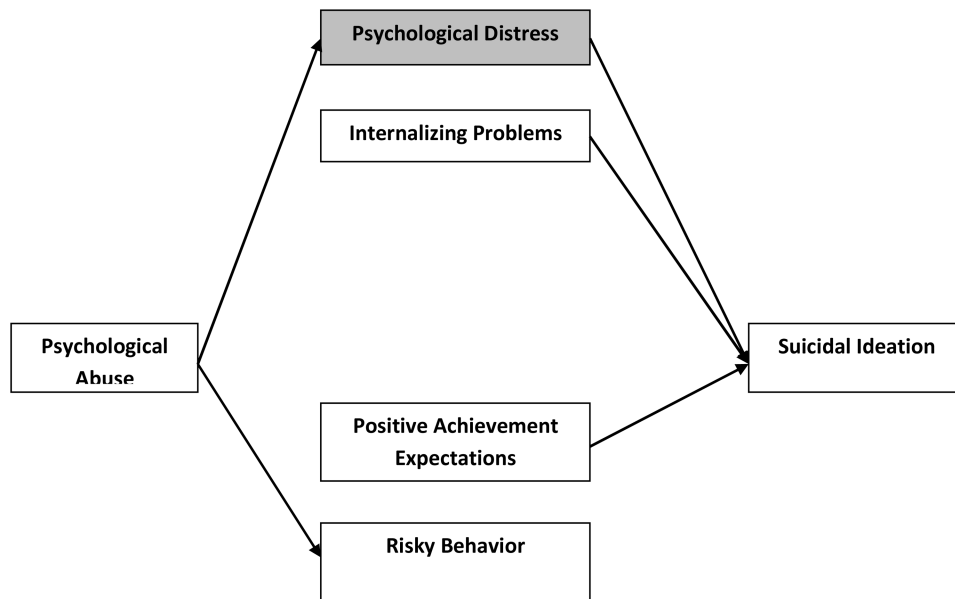 Psychological Distress
Internalizing Problems
Psychological
Abuse
Suicidal Ideation
Positive Achievement
Expectations
Risky Behavior